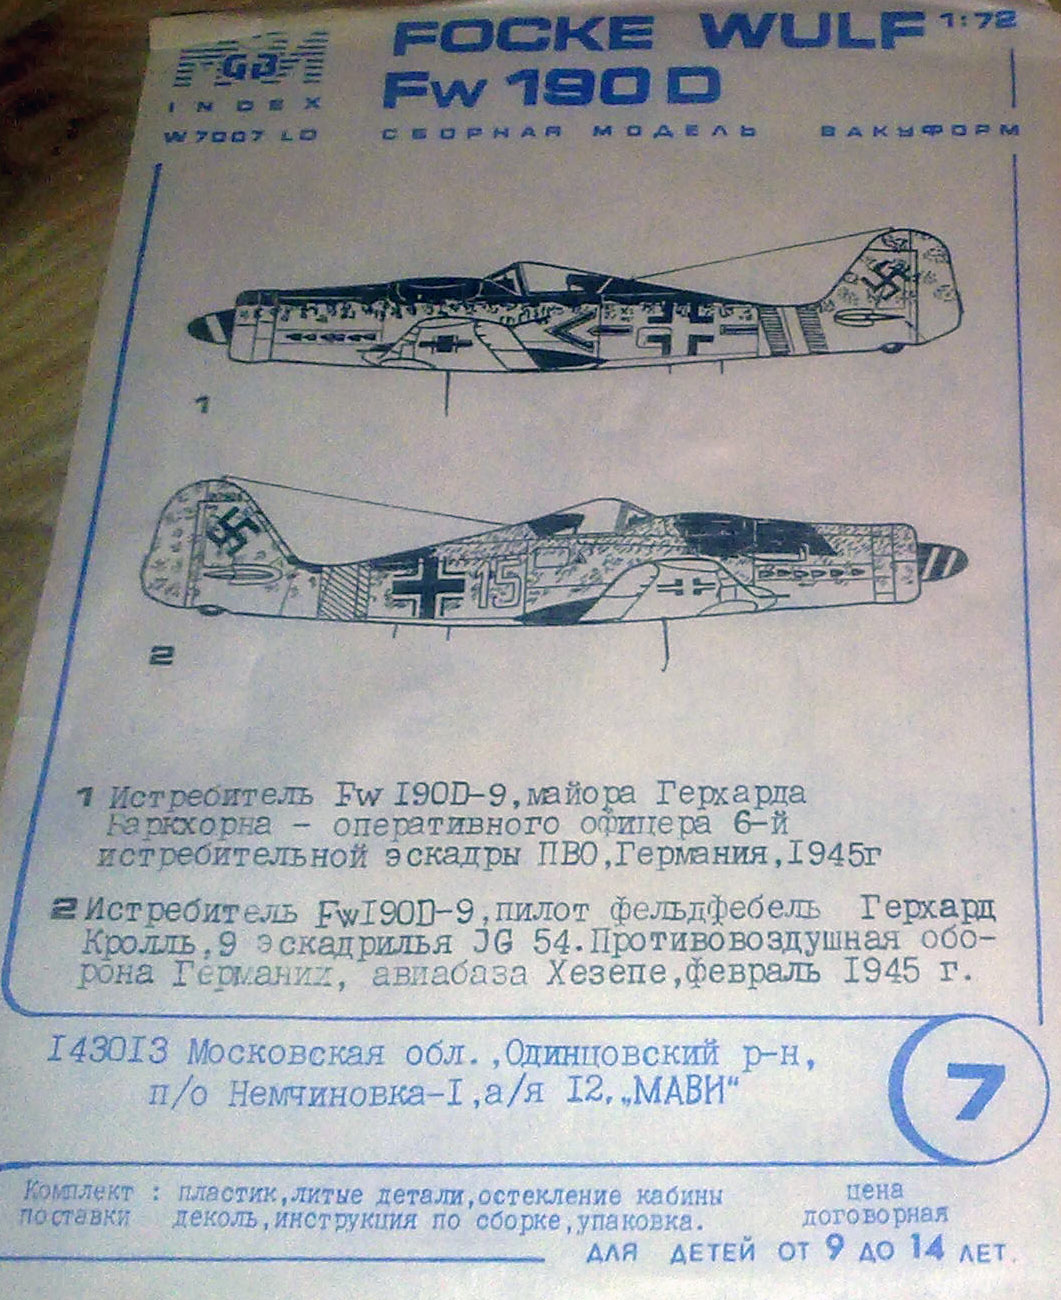 FOCKE WULF 1:72
Fw 190 D
INDEX
W7007 LD СБОРНАЯ МОДЕЛЬ ВАКУФОРМ
1
15
2
1 Истребитель Fw I90D-9,майора Герхарда
Баркхорна - оперативного офицера 6-й
истребительной эскадры ПВО,Германия,I945г
2 Истребитель FwI90D-9,пилот фельдфебель Герхард
Кролль,9 эскадрилья JG 54.Противовоздушная обо-
рона Германии, авиабаза Хезепе,февраль I945 г.
I430I3 Московская обл.,Одинцовский р-н,
п/о Немчиновка-I,а/я I2,„МАВИ"
7
Комплект : пластик,литые детали,остекление кабины цена
поставки деколь,инструкция по сборке,упаковка. договорная
ДЛЯ ДЕТЕЙ ОТ 9 ДО 14 ЛЕТ.